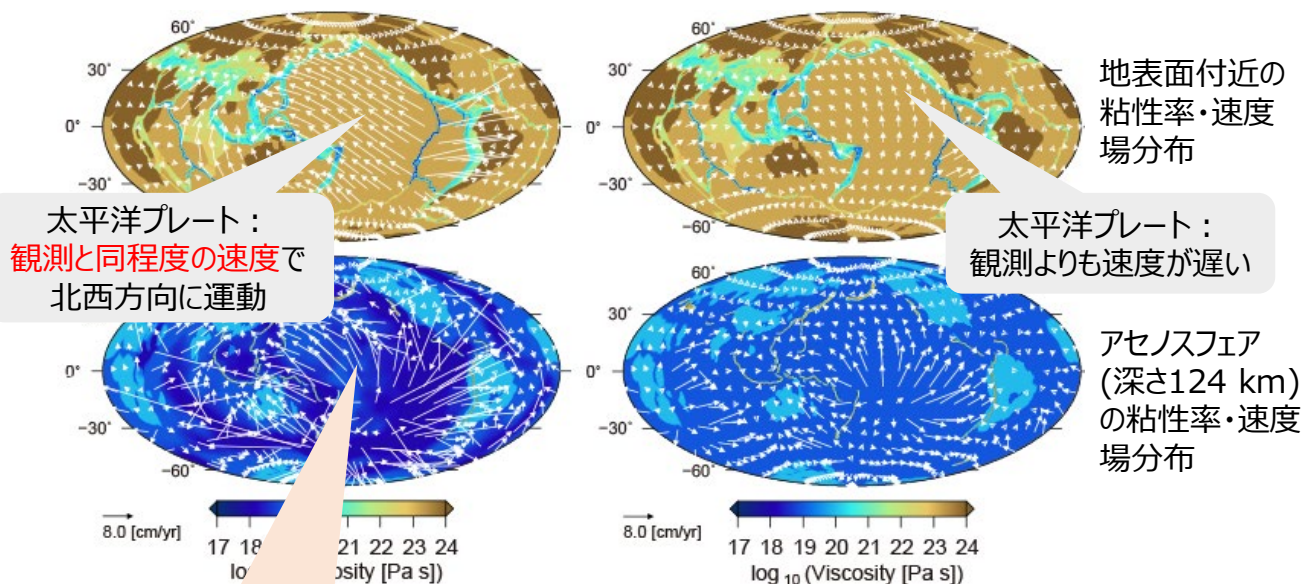 60˚
30˚
0˚
−30˚
60˚
30˚
0˚
−30˚
−60˚
地表面付近の
粘性率・速度
場分布
太平洋プレート：
観測と同程度の速度で
北西方向に運動
太平洋プレート：
観測よりも速度が遅い
60˚
30˚
0˚
−30˚
−60˚
60˚
30˚
0˚
−30˚
−60˚
アセノスフェア
(深さ124 km)
の粘性率・速度
場分布
8.0 [cm/yr]
17 18 21 22 23 24
osity [Pa s])
8.0 [cm/yr]
17 18 19 20 21 22 23 24
log 10 (Viscosity [Pa s])